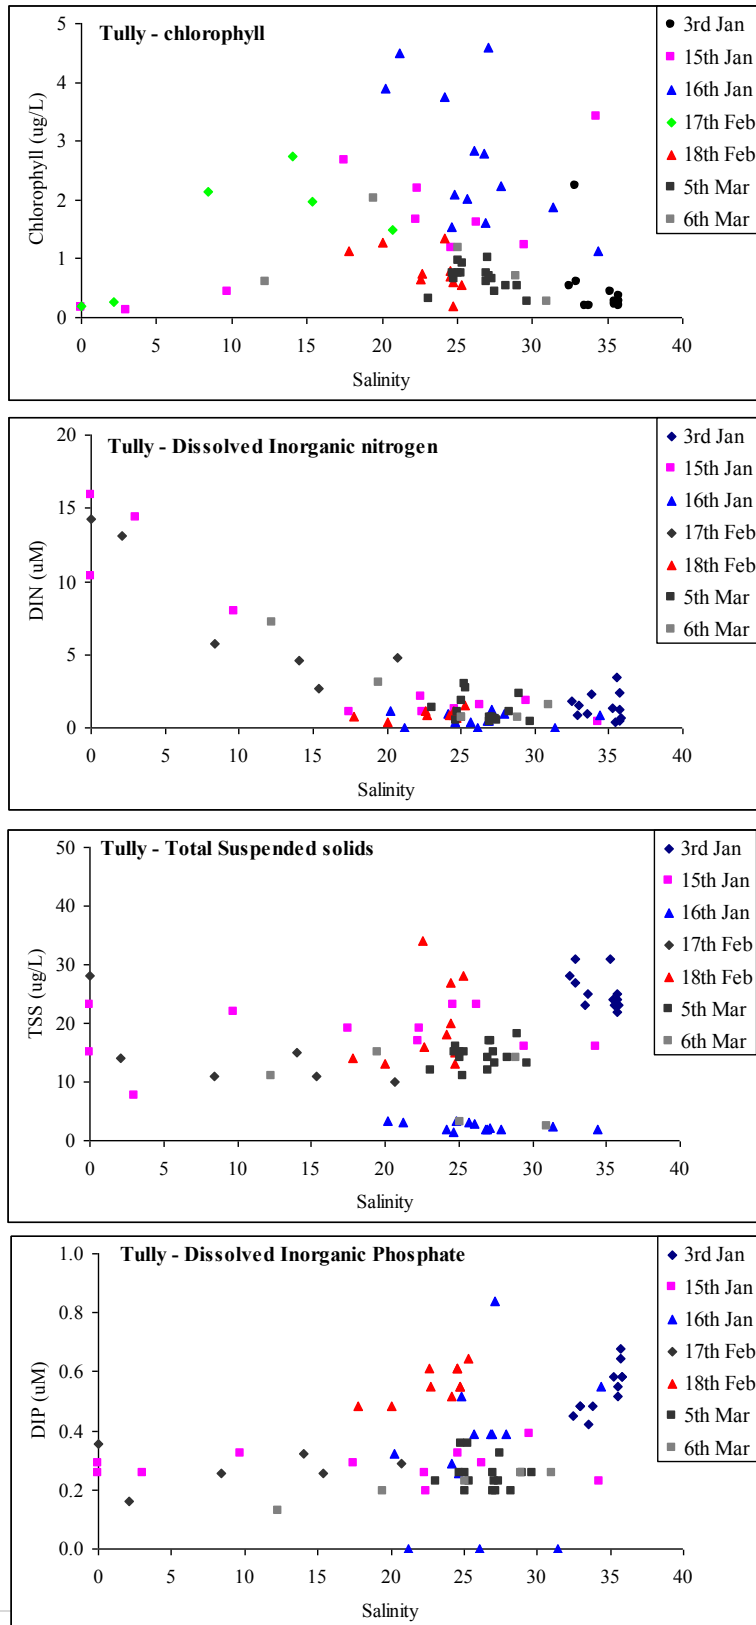 Tully - chlorophyll
5
4
3
2
1
0
Chlorophyll (ug/L)
0 5 10 15 20 25 30 35 40
Salinity
3rd Jan
15th Jan
16th Jan
17th Feb
18th Feb
5th Mar
6th Mar
Tully - Dissolved Inorganic nitrogen
20
15
10
5
0
DIN (uM)
0 5 10 15 20 25 30 35 40
Salinity
3rd Jan
15th Jan
16th Jan
17th Feb
18th Feb
5th Mar
6th Mar
Tully - Total Suspended solids
50
40
30
20
10
0
TSS (ug/L)
0 5 10 15 20 25 30 35 40
Salinity
3rd Jan
15th Jan
16th Jan
17th Feb
18th Feb
5th Mar
6th Mar
Tully - Dissolved Inorganic Phosphate
1.0
0.8
0.6
0.4
0.2
0.0
DIP (uM)
0 5 10 15 20 25 30 35 40
Salinity
3rd Jan
15th Jan
16th Jan
17th Feb
18th Feb
5th Mar
6th Mar